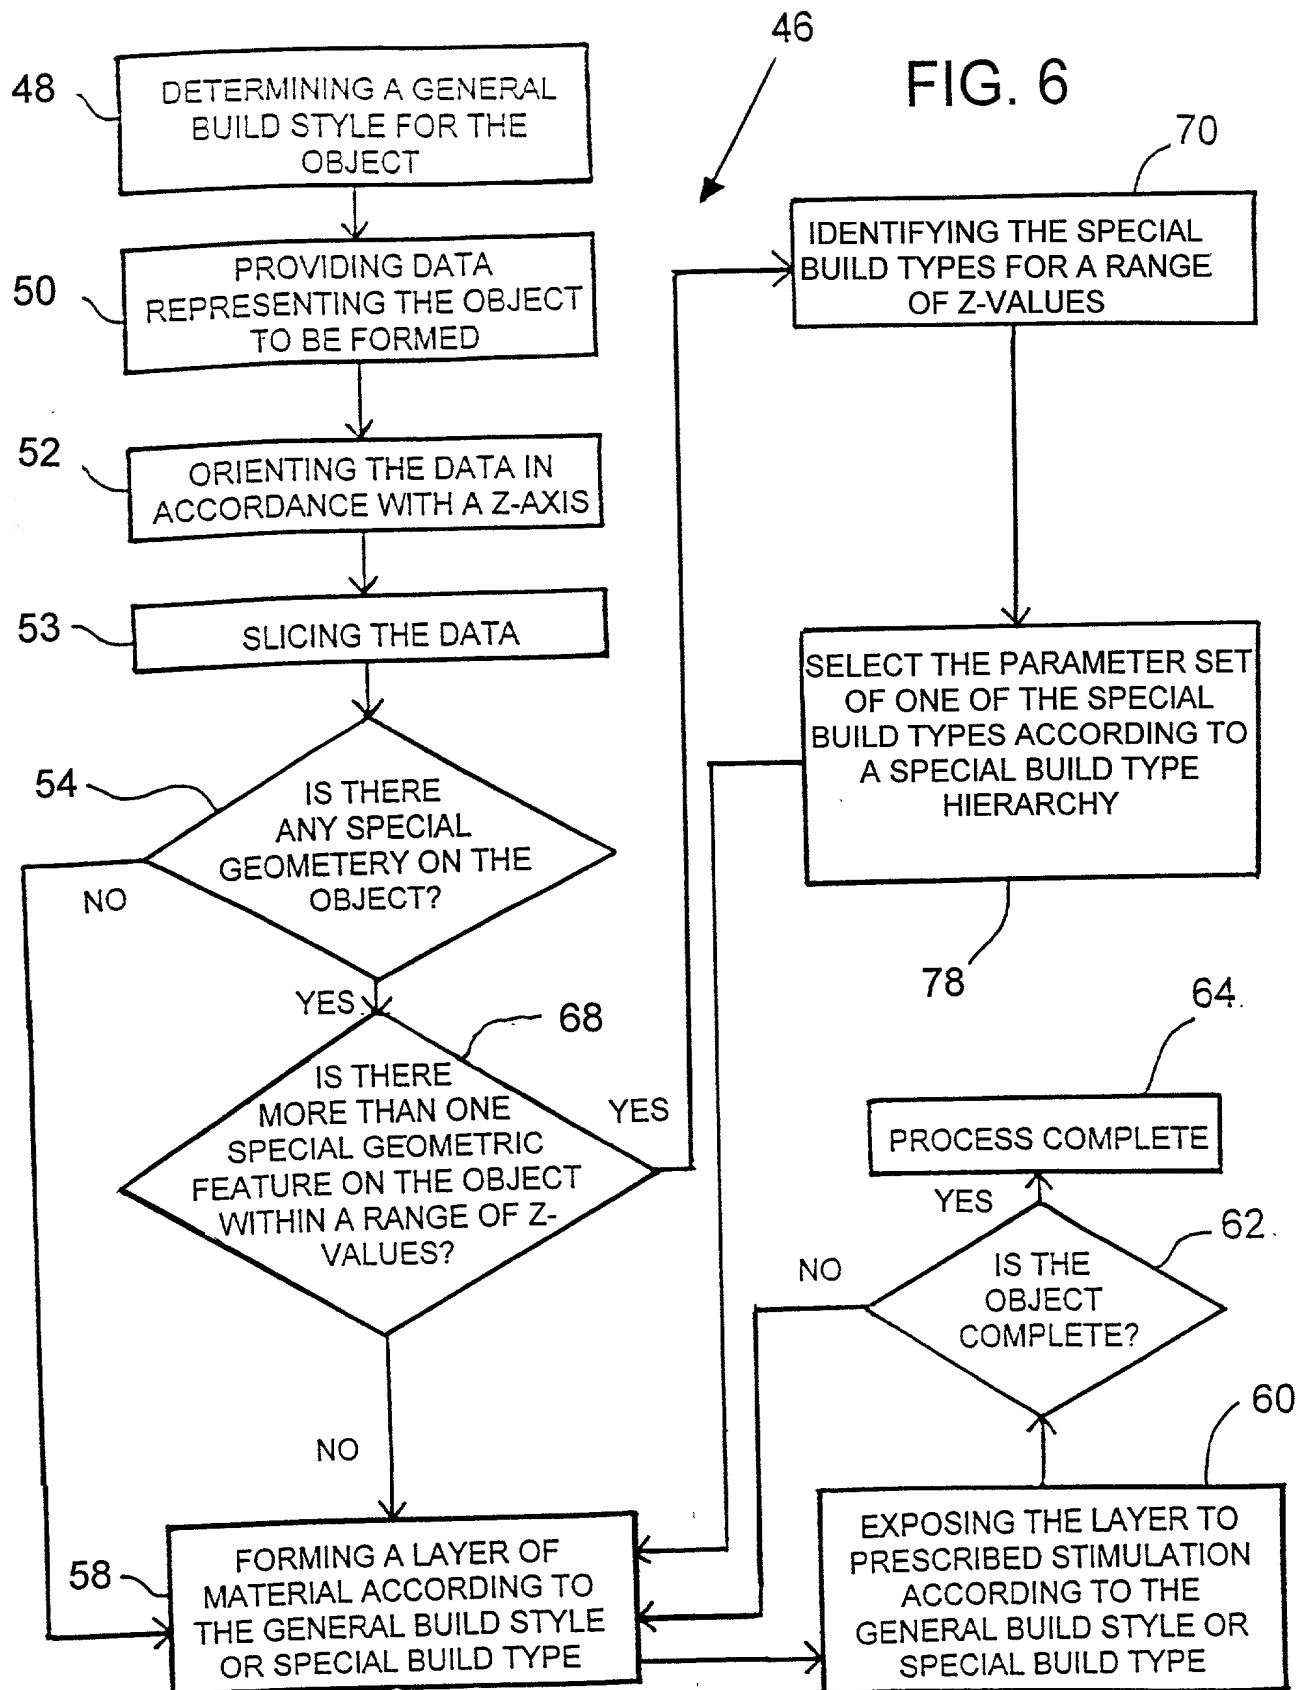 46
FIG. 6
48
DETERMINING A GENERAL
BUILD STYLE FOR THE
OBJECT
50
PROVIDING DATA
REPRESENTING THE OBJECT
TO BE FORMED
52
ORIENTING THE DATA IN
ACCORDANCE WITH A Z-AXIS
53
SLICING THE DATA
54
IS THERE
ANY SPECIAL
GEOMETERY ON THE
OBJECT?
NO
YES
68
IS THERE
MORE THAN ONE
SPECIAL GEOMETRIC
FEATURE ON THE OBJECT
WITHIN A RANGE OF Z-
VALUES?
YES
NO
58
FORMING A LAYER OF
MATERIAL ACCORDING TO
THE GENERAL BUILD STYLE
OR SPECIAL BUILD TYPE
70
IDENTIFYING THE SPECIAL
BUILD TYPES FOR A RANGE
OF Z-VALUES
SELECT THE PARAMETER SET
OF ONE OF THE SPECIAL
BUILD TYPES ACCORDING TO
A SPECIAL BUILD TYPE
HIERARCHY
78
64
PROCESS COMPLETE
YES
62
NO
IS THE
OBJECT
COMPLETE?
60
EXPOSING THE LAYER TO
PRESCRIBED STIMULATION
ACCORDING TO THE
GENERAL BUILD STYLE OR
SPECIAL BUILD TYPE